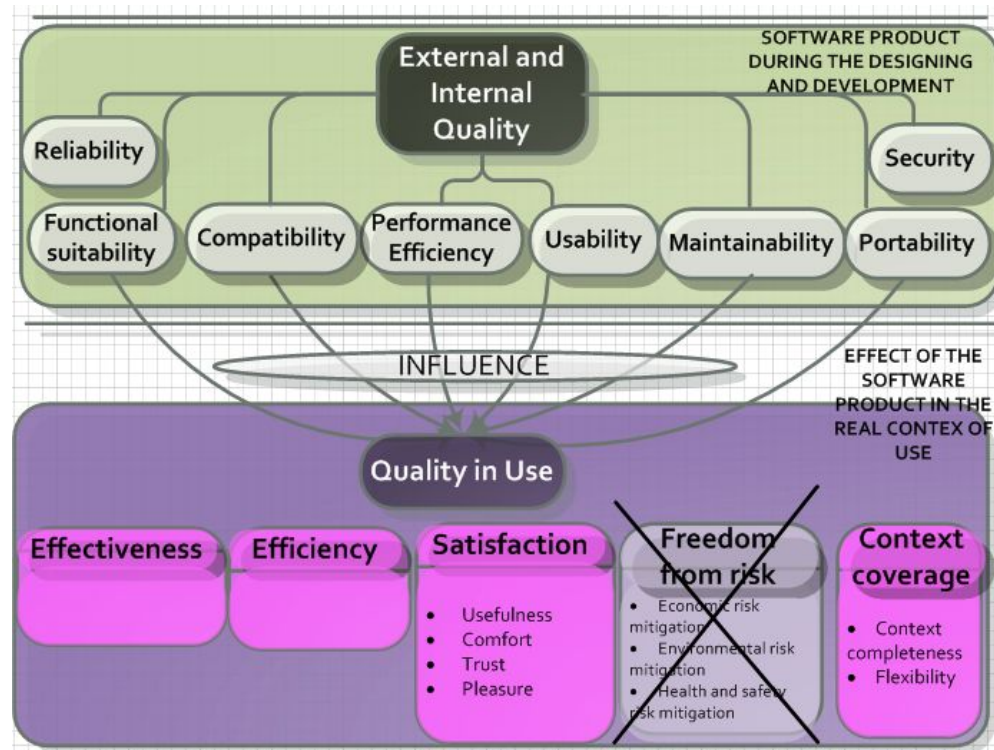 SOFTWARE PRODUCT
DURING THE DESIGNING
AND DEVELOPMENT
External and
Internal
Quality
Reliability
Security
Functional
suitability
Compatibility
Performance
Efficiency
Usability
Maintainability
Portability
INFLUENCE
EFFECT OF THE
SOFTWARE
PRODUCT IN THE
REAL CONTEX OF
USE
Quality in Use
Effectiveness
Efficiency
Satisfaction
• Usefulness
• Comfort
• Trust
• Pleasure
Freedom
from risk
• Economic risk
mitigation
• Environmental risk
mitigation
• Health and safety
risk mitigation
Context
coverage
• Context
completeness
• Flexibility